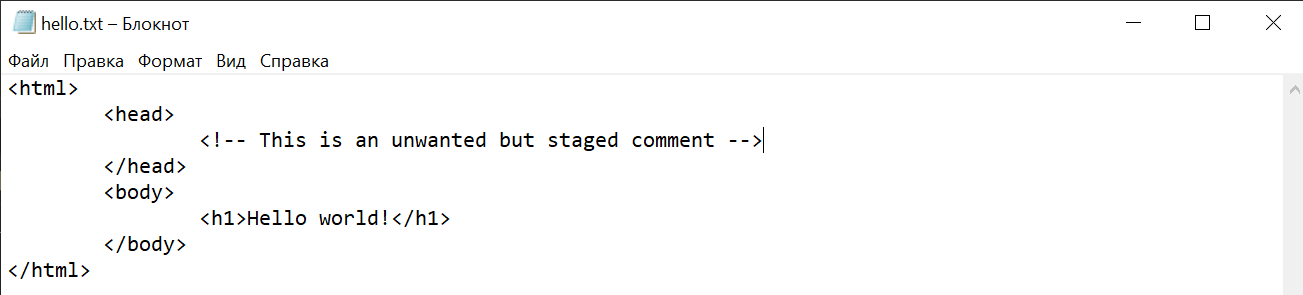 hello.txt – Блокнот
Файл Правка Формат Вид Справка
<html>
	<head>
		<!-- This is an unwanted but staged comment -->
	</head>
	<body>
		<h1>Hello world!</h1>
	</body>
</html>